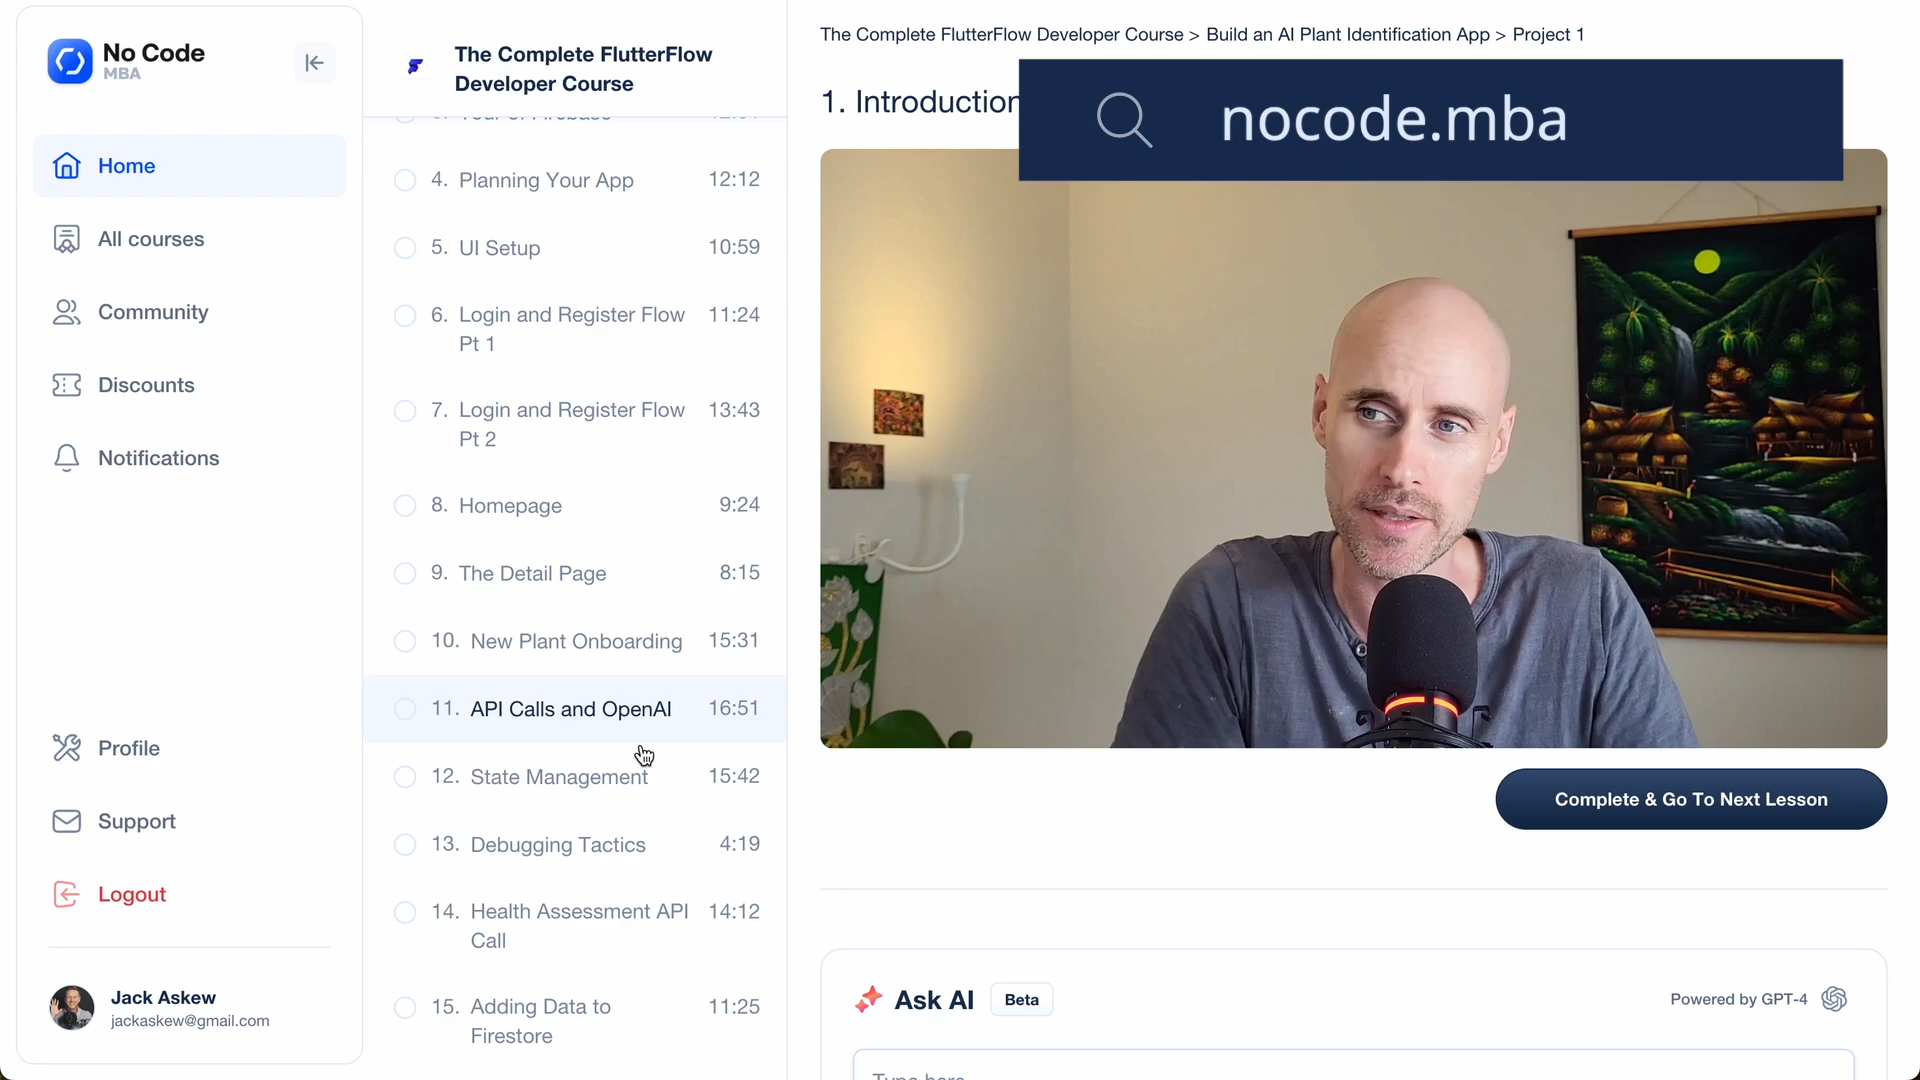 No Code
MBA
Home
All courses
Community
Discounts
Notifications
Profile
Support
Logout
Jack Askew
jackaskew@gmail.com
The Complete FlutterFlow
Developer Course
4. Planning Your App 12:12
5. UI Setup 10:59
6. Login and Register Flow 11:24
Pt 1
7. Login and Register Flow 13:43
Pt 2
8. Homepage 9:24
9. The Detail Page 8:15
10. New Plant Onboarding 15:31
11. API Calls and OpenAI 16:51
12. State Management 15:42
13. Debugging Tactics 4:19
14. Health Assessment API 14:12
Call
15. Adding Data to 11:25
Firestore
The Complete FlutterFlow Developer Course > Build an AI Plant Identification App > Project 1
1. Introduction
nocode.mba
Complete & Go To Next Lesson
Ask AI Beta
Powered by GPT-4
Type here